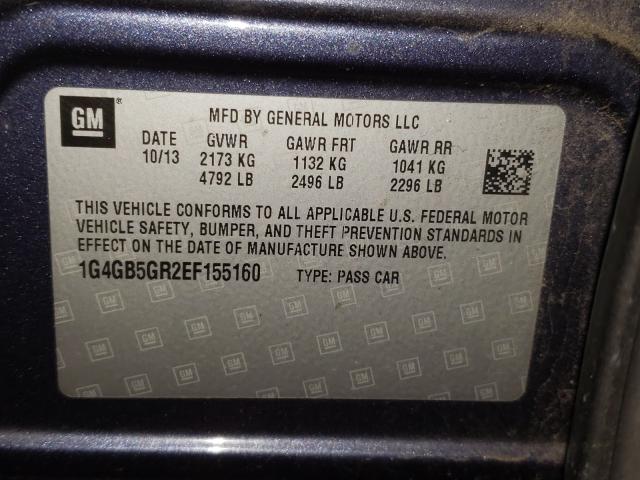 GM ®
MFD BY GENERAL MOTORS LLC
DATE GVWR GAWR FRT GAWR RR
10/13 2173 KG 1132 KG 1041 KG
4792 LB 2496 LB 2296 LB
THIS VEHICLE CONFORMS TO ALL APPLICABLE U.S. FEDERAL MOTOR
VEHICLE SAFETY, BUMPER, AND THEFT PREVENTION STANDARDS IN
EFFECT ON THE DATE OF MANUFACTURE SHOWN ABOVE.
1G4GB5GR2EF155160 TYPE: PASS CAR